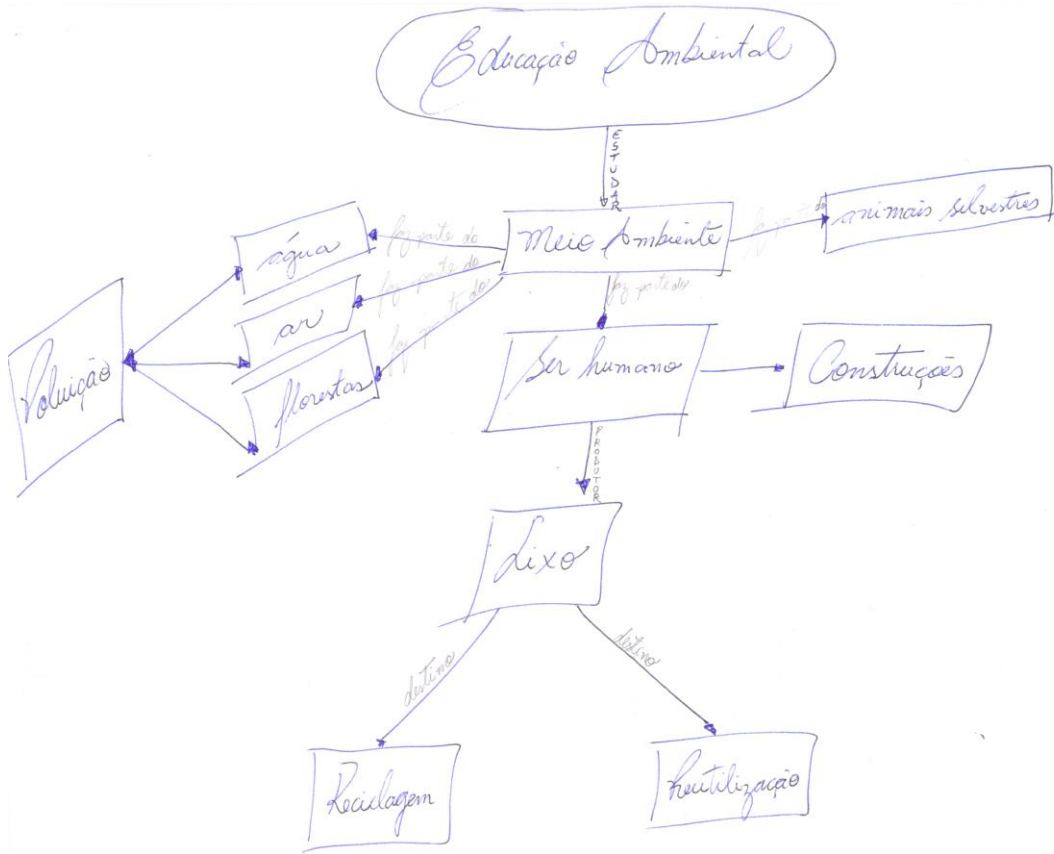 Educação Ambiental
ESTUDAR
Meio Ambiente
faz parte do
animais silvestres
faz parte do
água
faz parte do
ar
faz parte do
florestas
Poluição
faz parte do
Ser humano
Construções
PRODUTOR
Lixo
destino
destino
Reciclagem
Reutilização